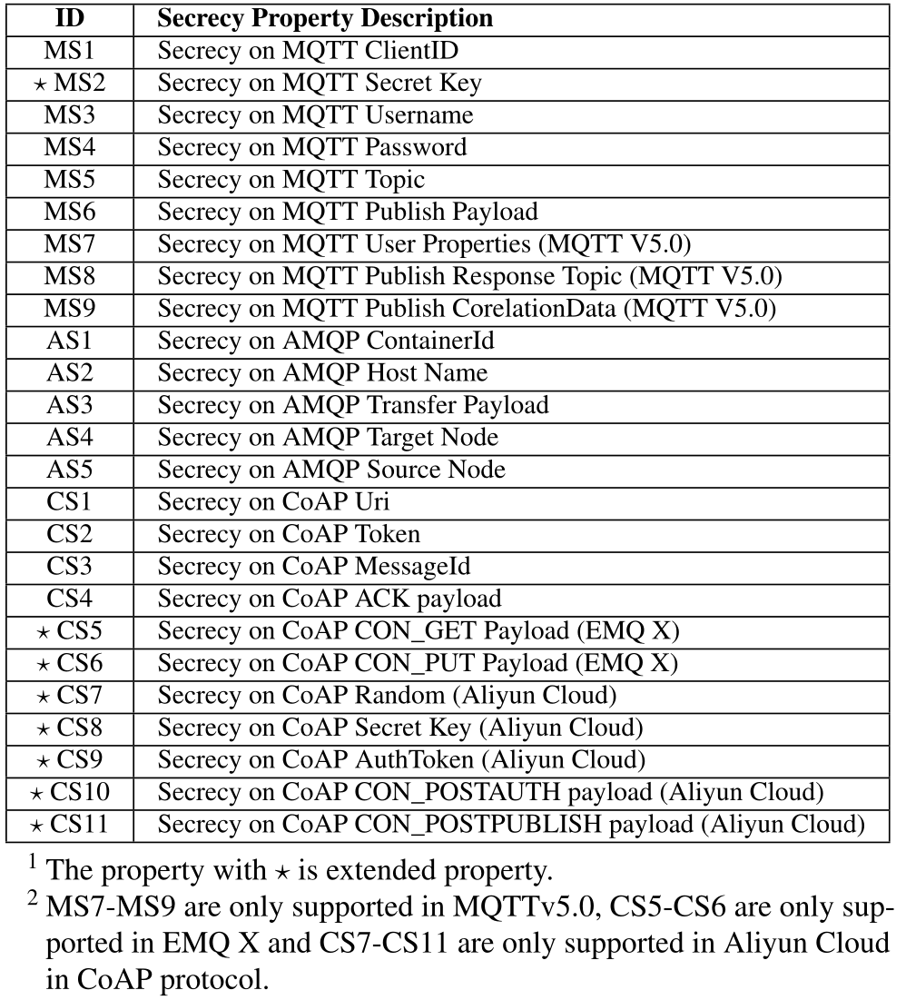 ID Secrecy Property Description
MS1 Secrecy on MQTT ClientID
⋆ MS2 Secrecy on MQTT Secret Key
MS3 Secrecy on MQTT Username
MS4 Secrecy on MQTT Password
MS5 Secrecy on MQTT Topic
MS6 Secrecy on MQTT Publish Payload
MS7 Secrecy on MQTT User Properties (MQTT V5.0)
MS8 Secrecy on MQTT Publish Response Topic (MQTT V5.0)
MS9 Secrecy on MQTT Publish CorelationData (MQTT V5.0)
AS1 Secrecy on AMQP ContainerId
AS2 Secrecy on AMQP Host Name
AS3 Secrecy on AMQP Transfer Payload
AS4 Secrecy on AMQP Target Node
AS5 Secrecy on AMQP Source Node
CS1 Secrecy on CoAP Uri
CS2 Secrecy on CoAP Token
CS3 Secrecy on CoAP MessageId
CS4 Secrecy on CoAP ACK payload
⋆ CS5 Secrecy on CoAP CON_GET Payload (EMQ X)
⋆ CS6 Secrecy on CoAP CON_PUT Payload (EMQ X)
⋆ CS7 Secrecy on CoAP Random (Aliyun Cloud)
⋆ CS8 Secrecy on CoAP Secret Key (Aliyun Cloud)
⋆ CS9 Secrecy on CoAP AuthToken (Aliyun Cloud)
⋆ CS10 Secrecy on CoAP CON_POSTAUTH payload (Aliyun Cloud)
⋆ CS11 Secrecy on CoAP CON_POSTPUBLISH payload (Aliyun Cloud)
1 The property with ⋆ is extended property.
2 MS7-MS9 are only supported in MQTTv5.0, CS5-CS6 are only sup-
ported in EMQ X and CS7-CS11 are only supported in Aliyun Cloud
in CoAP protocol.